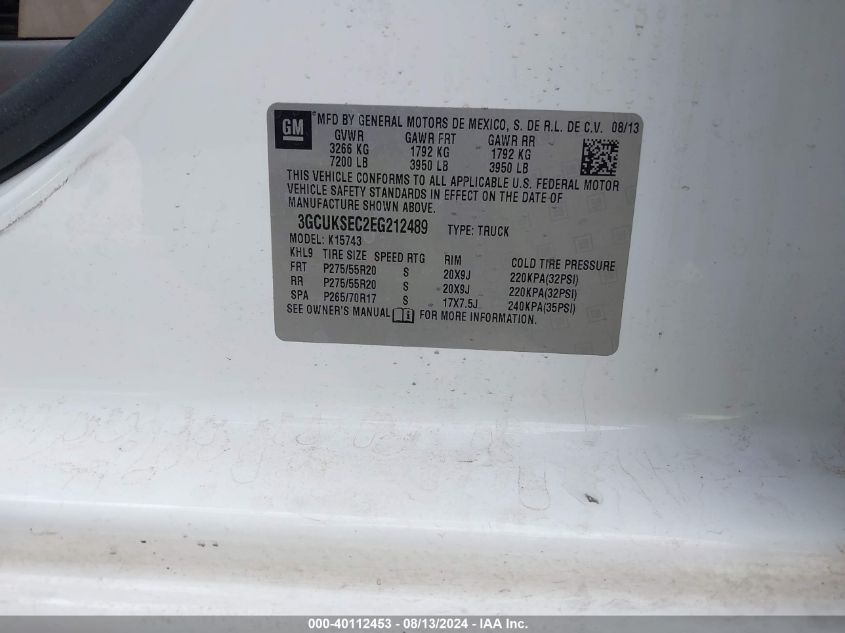 GM
MFD BY GENERAL MOTORS DE MEXICO, S. DE R.L. DE C.V. 08/13
GVWR GAWR FRT GAWR RR
3266 KG 1792 KG 1792 KG
7200 LB 3950 LB 3950 LB
THIS VEHICLE CONFORMS TO ALL APPLICABLE U.S. FEDERAL MOTOR
VEHICLE SAFETY STANDARDS IN EFFECT ON THE DATE OF
MANUFACTURE SHOWN ABOVE.
3GCUKSEC2EG212489 TYPE: TRUCK
MODEL: K15743
KHL9 TIRE SIZE SPEED RTG RIM COLD TIRE PRESSURE
FRT P275/55R20 S 20X9J 220KPA(32PSI)
RR P275/55R20 S 20X9J 220KPA(32PSI)
SPA P265/70R17 S 17X7.5J 240KPA(35PSI)
SEE OWNER'S MANUAL FOR MORE INFORMATION.
000-40112453 - 08/13/2024 - IAA Inc.